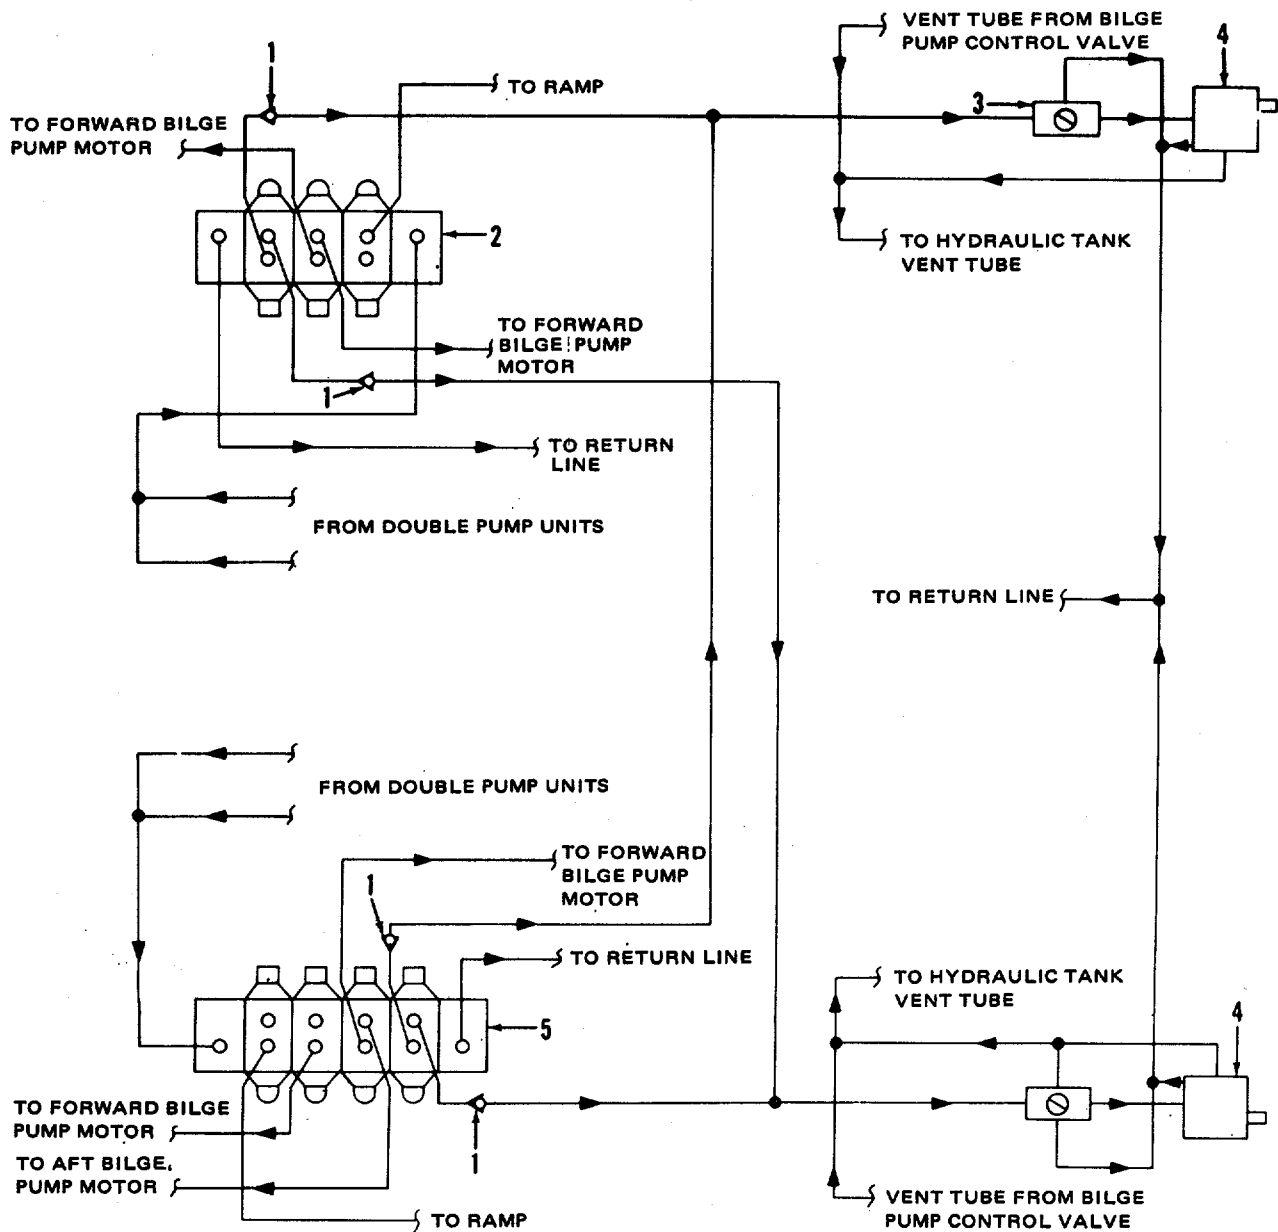 VENT TUBE FROM BILGE
PUMP CONTROL VALVE
4
1
TO RAMP
3
TO FORWARD BILGE
PUMP MOTOR
2
TO HYDRAULIC TANK
VENT TUBE
TO FORWARD
BILGE PUMP
MOTOR
1
TO RETURN
LINE
FROM DOUBLE PUMP UNITS
TO RETURN LINE
FROM DOUBLE PUMP UNITS
TO FORWARD
BILGE PUMP
MOTOR
1
TO RETURN LINE
TO HYDRAULIC TANK
VENT TUBE
4
5
TO FORWARD BILGE
PUMP MOTOR
1
TO AFT BILGE.
PUMP MOTOR
TO RAMP
VENT TUBE FROM BILGE
PUMP CONTROL VALVE